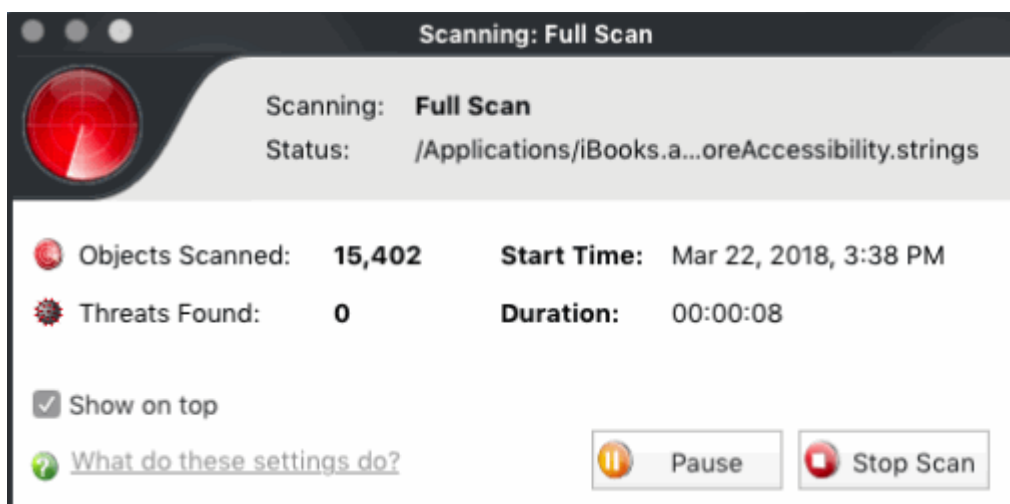 Scanning: Full Scan
Scanning: Full Scan
Status: /Applications/iBooks.a...oreAccessibility.strings
Objects Scanned: 15,402 Start Time: Mar 22, 2018, 3:38 PM
Threats Found: 0 Duration: 00:00:08
Show on top
What do these settings do? Pause Stop Scan